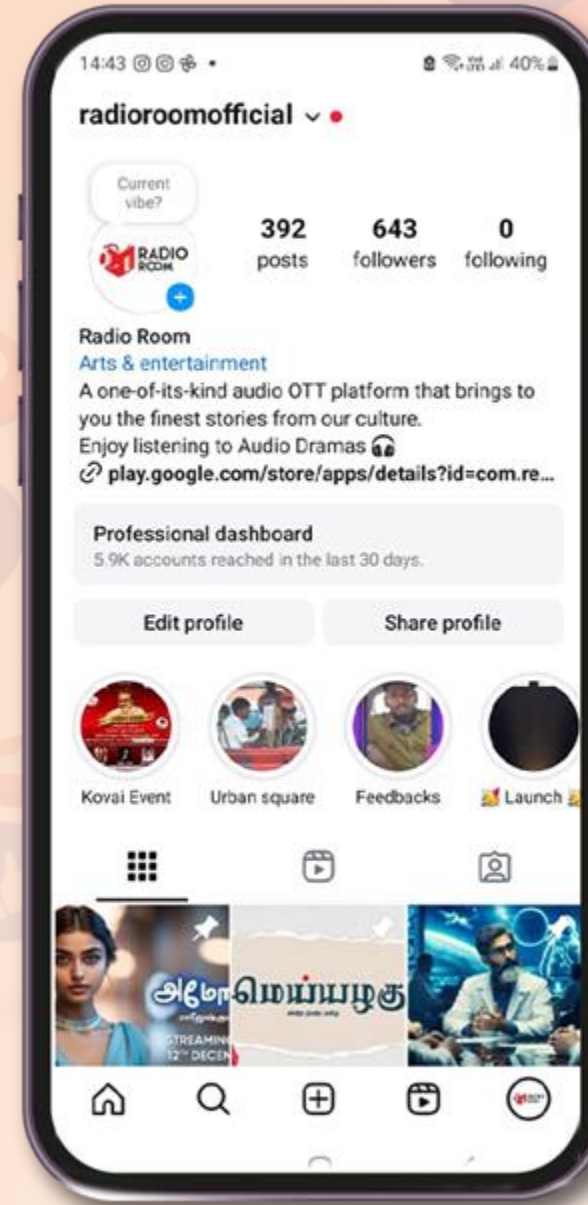 14:43
40%
radioroomofficial
Current
vibe?
RADIO
ROOM
392
posts
643
followers
0
following
Radio Room
Arts & entertainment
A one-of-its-kind audio OTT platform that brings to
you the finest stories from our culture.
Enjoy listening to Audio Dramas 🎧
play.google.com/store/apps/details?id=com.re...
Professional dashboard
5.9K accounts reached in the last 30 days.
Edit profile
Share profile
Kovai Event
Urban square
Feedbacks
🥳 Launch
அமோ
மெய்யழகு
STREAMING
12TH DECEN